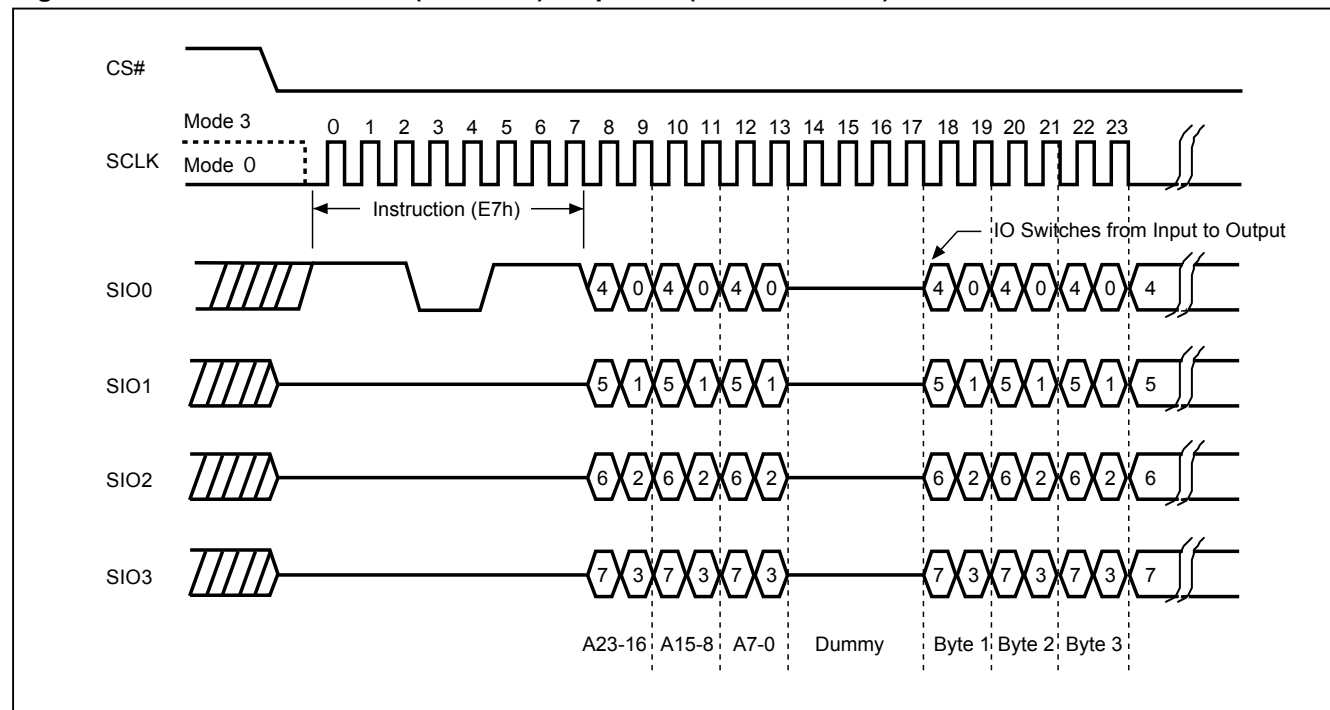 CS#
Mode 3
0 1 2 3 4 5 6 7 8 9 10 11 12 13 14 15 16 17 18 19 20 21 22 23
SCLK
Mode 0
Instruction (E7h)
IO Switches from Input to Output
SIO0
4 0 4 0 4 0 4 0 4 0 4 0 4
SIO1
5 1 5 1 5 1 5 1 5 1 5 1 5
SIO2
6 2 6 2 6 2 6 2 6 2 6 2 6
SIO3
7 3 7 3 7 3 7 3 7 3 7 3 7
A23-16 A15-8 A7-0 Dummy Byte 1 Byte 2 Byte 3